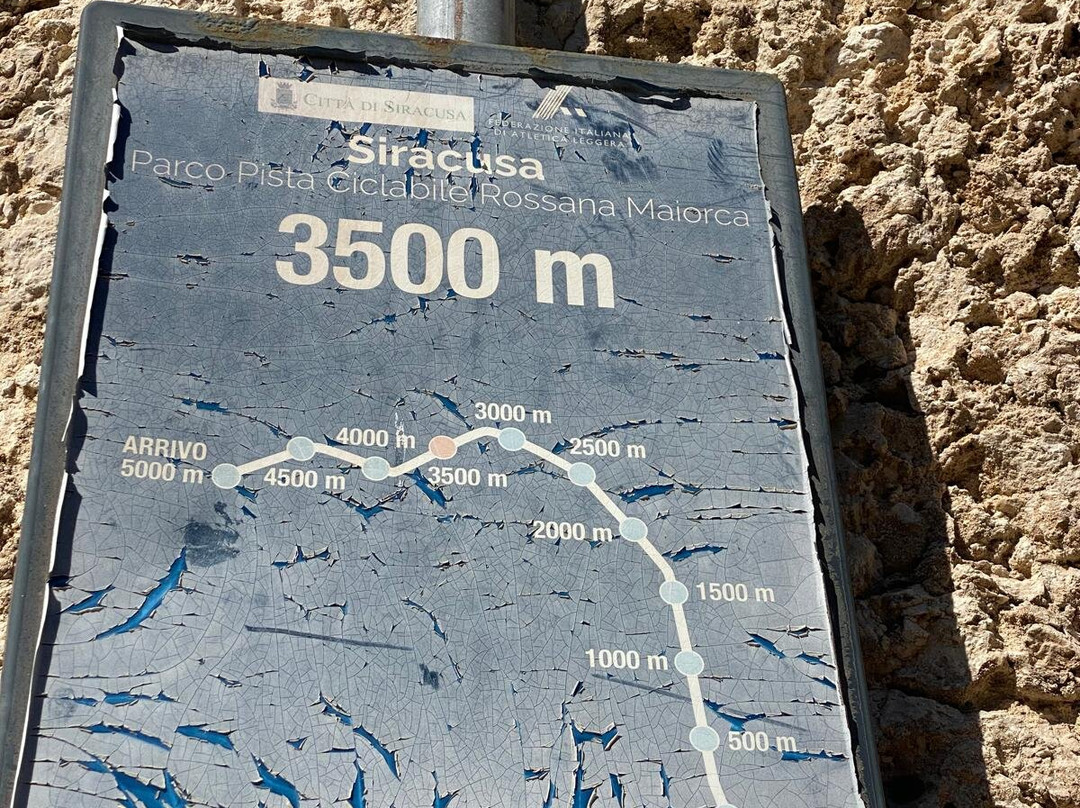 CITTÀ DI SIRACUSA
FEDERAZIONE ITALIANA
DI ATLETICA LEGGERA
Siracusa
Parco Pista Ciclabile Rossana Maiorca
3500 m
3000 m
4000 m
2500 m
ARRIVO
5000 m
4500 m
3500 m
2000 m
1500 m
1000 m
500 m